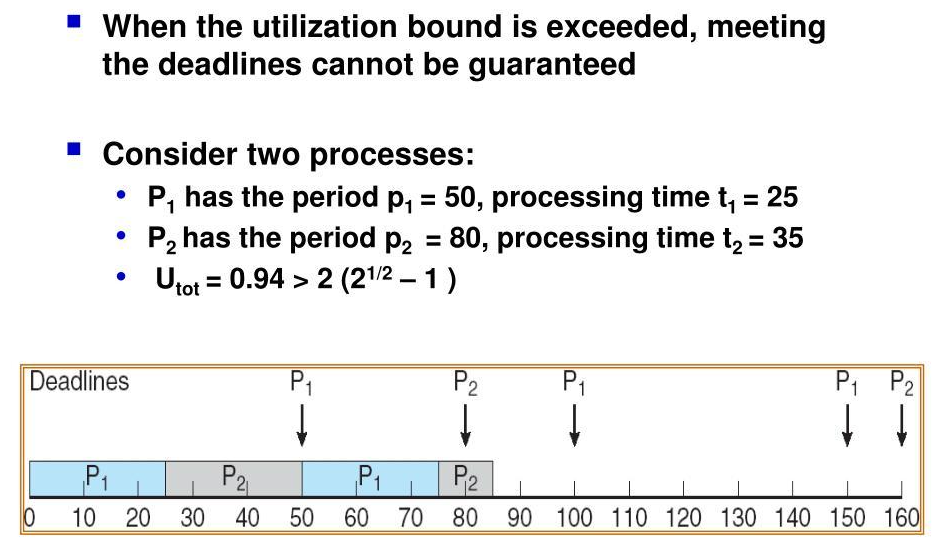 ▪ When the utilization bound is exceeded, meeting
the deadlines cannot be guaranteed
▪ Consider two processes:
• P₁ has the period p₁ = 50, processing time t₁ = 25
• P₂ has the period p₂ = 80, processing time t₂ = 35
• Uₜₒₜ = 0.94 > 2 (2¹/² – 1 )
Deadlines P₁ P₂ P₁ P₁ P₂
P₁ P₂ P₁ P₂
0 10 20 30 40 50 60 70 80 90 100 110 120 130 140 150 160